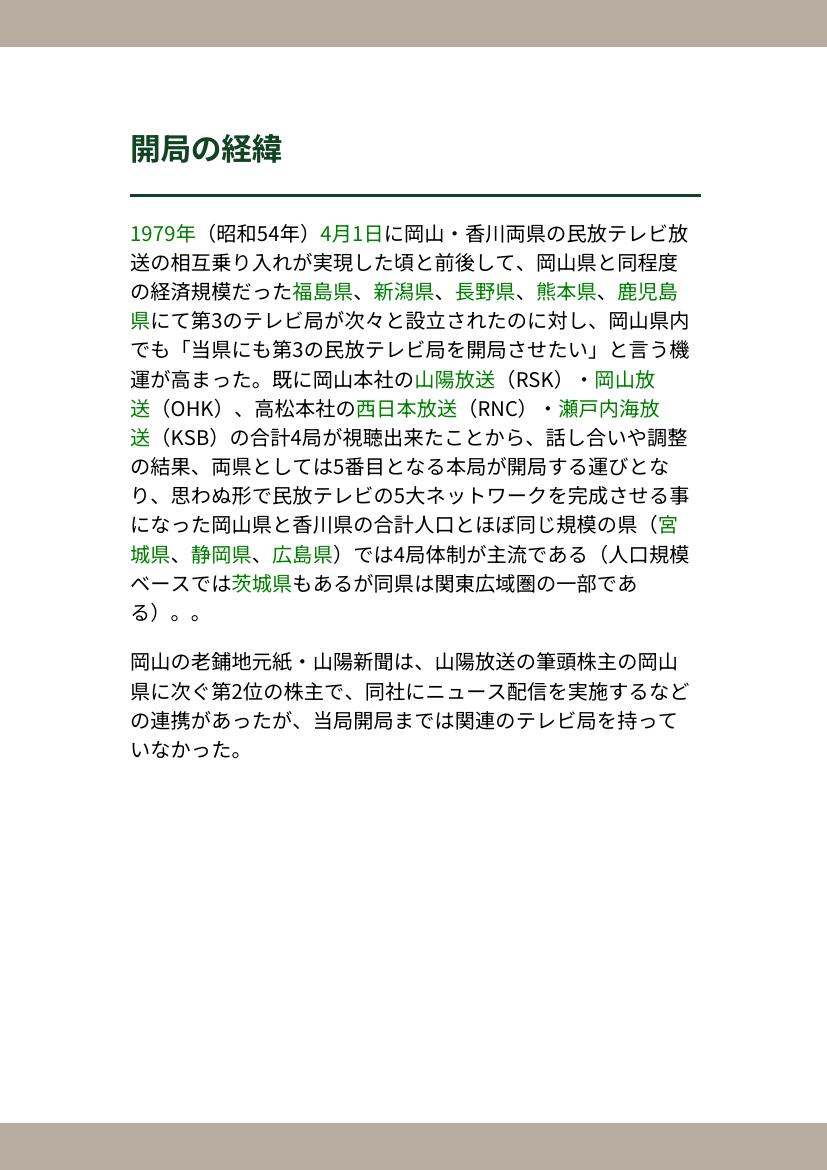 開局の経緯
1979年（昭和54年）4月1日に岡山・香川両県の民放テレビ放
送の相互乗り入れが実現した頃と前後して、岡山県と同程度
の経済規模だった福島県、新潟県、長野県、熊本県、鹿児島
県にて第3のテレビ局が次々と設立されたのに対し、岡山県内
でも「当県にも第3の民放テレビ局を開局させたい」と言う機
運が高まった。既に岡山本社の山陽放送（RSK）・岡山放
送（OHK）、高松本社の西日本放送（RNC）・瀬戸内海放
送（KSB）の合計4局が視聴出来たことから、話し合いや調整
の結果、両県としては5番目となる本局が開局する運びとな
り、思わぬ形で民放テレビの5大ネットワークを完成させる事
になった岡山県と香川県の合計人口とほぼ同じ規模の県（宮
城県、静岡県、広島県）では4局体制が主流である（人口規模
ベースでは茨城県もあるが同県は関東広域圏の一部であ
る）。。
岡山の老鋪地元紙・山陽新聞は、山陽放送の筆頭株主の岡山
県に次ぐ第2位の株主で、同社にニュース配信を実施するなど
の連携があったが、当局開局までは関連のテレビ局を持って
いなかった。